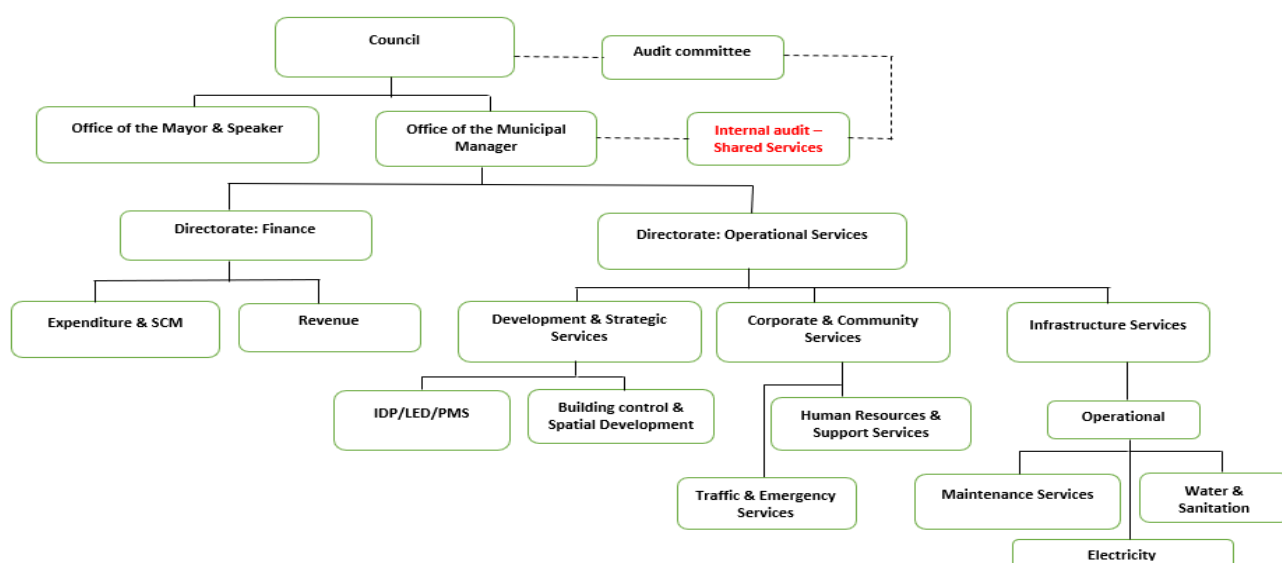 Council
Audit committee
Office of the Mayor & Speaker
Office of the Municipal
Manager
Internal audit –
Shared Services
Directorate: Finance
Directorate: Operational Services
Expenditure & SCM
Revenue
Development & Strategic
Services
Corporate & Community
Services
Infrastructure Services
IDP/LED/PMS
Building control &
Spatial Development
Human Resources &
Support Services
Operational
Traffic & Emergency
Services
Maintenance Services
Water &
Sanitation
Electricity